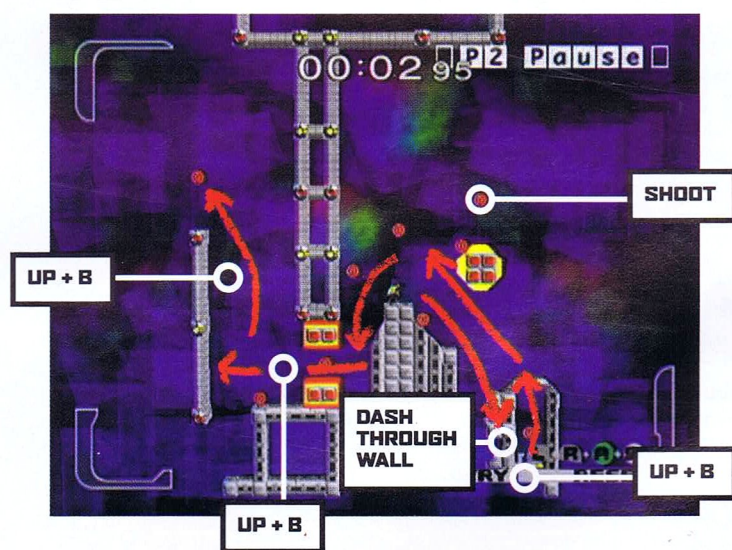 00:02 95
P2 Pause
SHOOT
UP + B
DASH
THROUGH
WALL
UP + B
UP + B